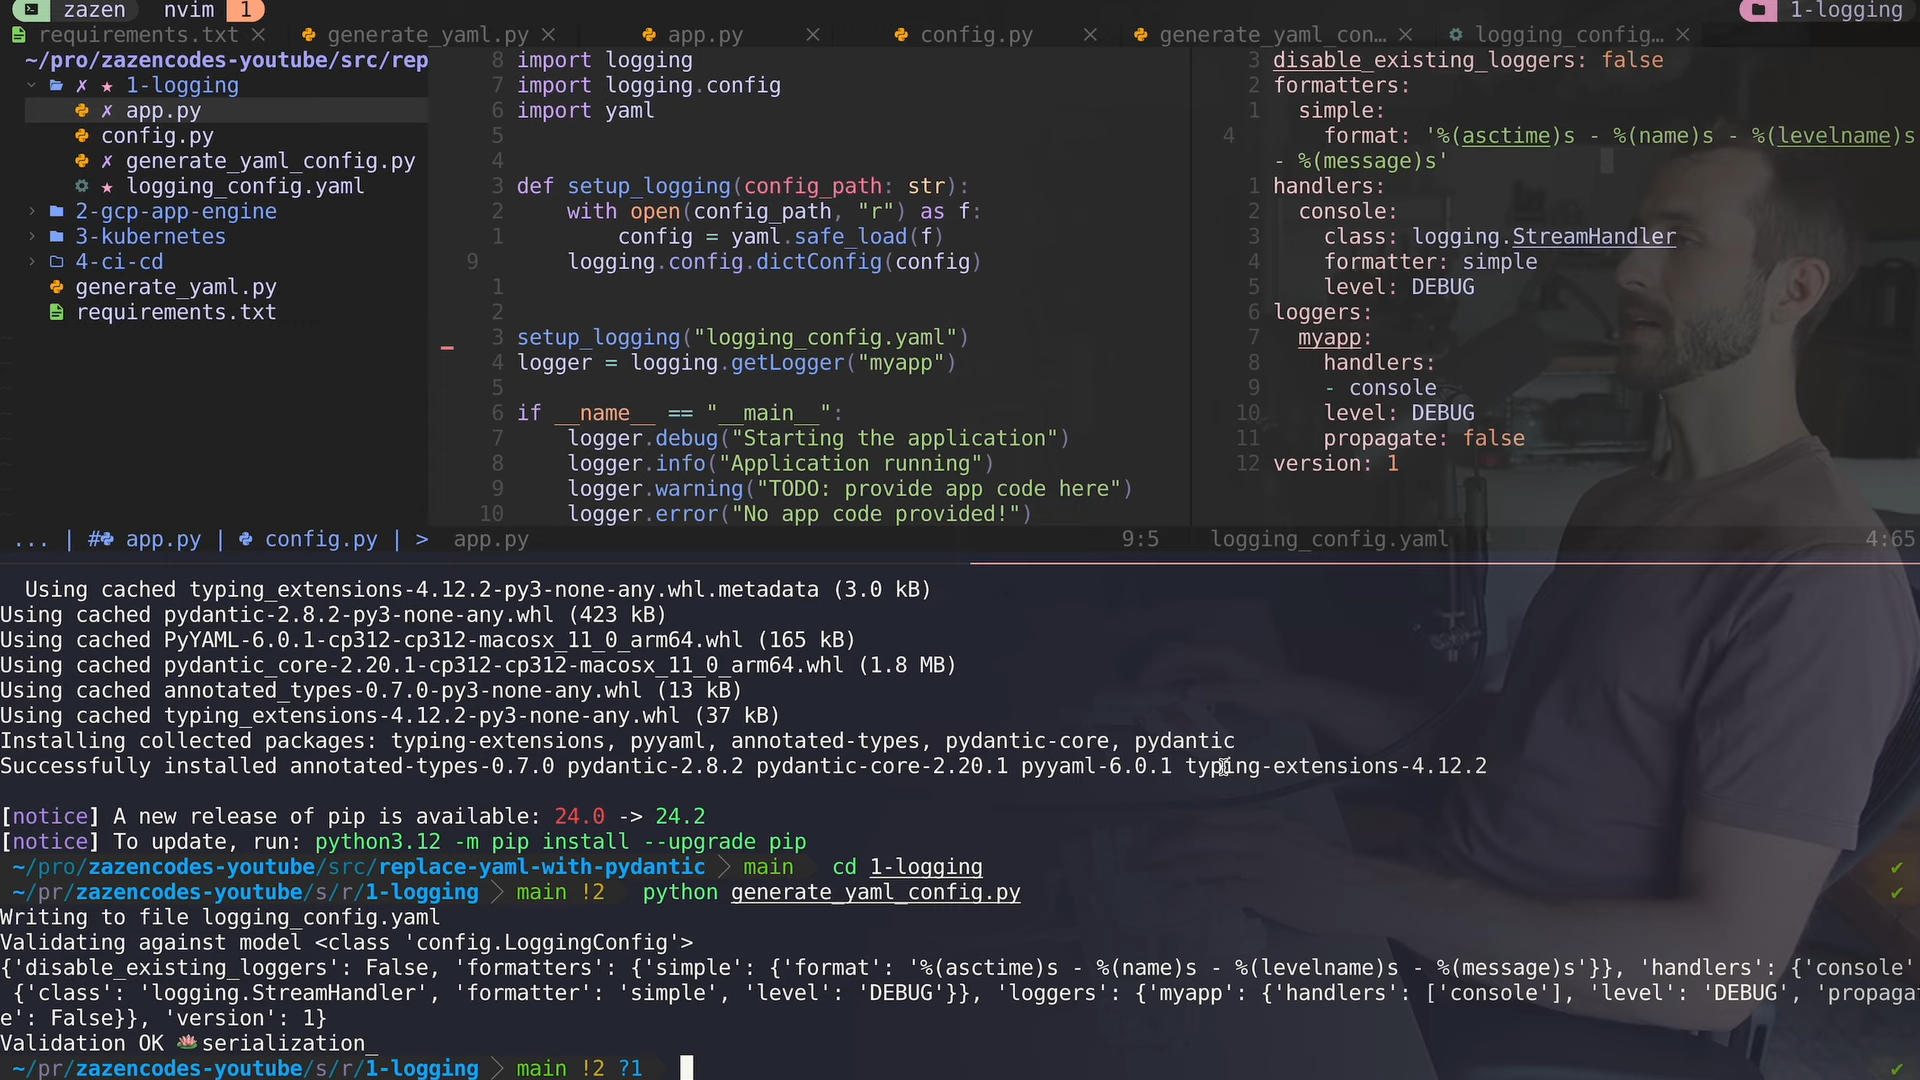 zazen nvim 1 1-logging
requirements.txt generate_yaml.py app.py config.py generate_yaml_con… logging_config…
~/pro/zazencodes-youtube/src/rep
✗ ★ 1-logging
✗ app.py
config.py
✗ generate_yaml_config.py
★ logging_config.yaml
2-gcp-app-engine
3-kubernetes
4-ci-cd
generate_yaml.py
requirements.txt
8 import logging
7 import logging.config
6 import yaml
5
4
3 def setup_logging(config_path: str):
2 with open(config_path, "r") as f:
1 config = yaml.safe_load(f)
9 logging.config.dictConfig(config)
1
2
3 setup_logging("logging_config.yaml")
4 logger = logging.getLogger("myapp")
5
6 if __name__ == "__main__":
7 logger.debug("Starting the application")
8 logger.info("Application running")
9 logger.warning("TODO: provide app code here")
10 logger.error("No app code provided!")
3 disable_existing_loggers: false
2 formatters:
1 simple:
4 format: '%(asctime)s - %(name)s - %(levelname)s
- %(message)s'
1 handlers:
2 console:
3 class: logging.StreamHandler
4 formatter: simple
5 level: DEBUG
6 loggers:
7 myapp:
8 handlers:
9 - console
10 level: DEBUG
11 propagate: false
12 version: 1
... | # app.py | config.py | > app.py 9:5 logging_config.yaml 4:65
Using cached typing_extensions-4.12.2-py3-none-any.whl.metadata (3.0 kB)
Using cached pydantic-2.8.2-py3-none-any.whl (423 kB)
Using cached PyYAML-6.0.1-cp312-cp312-macosx_11_0_arm64.whl (165 kB)
Using cached pydantic_core-2.20.1-cp312-cp312-macosx_11_0_arm64.whl (1.8 MB)
Using cached annotated_types-0.7.0-py3-none-any.whl (13 kB)
Using cached typing_extensions-4.12.2-py3-none-any.whl (37 kB)
Installing collected packages: typing-extensions, pyyaml, annotated-types, pydantic-core, pydantic
Successfully installed annotated-types-0.7.0 pydantic-2.8.2 pydantic-core-2.20.1 pyyaml-6.0.1 typing-extensions-4.12.2
[notice] A new release of pip is available: 24.0 -> 24.2
[notice] To update, run: python3.12 -m pip install --upgrade pip
~/pro/zazencodes-youtube/src/replace-yaml-with-pydantic main cd 1-logging ✔
~/pr/zazencodes-youtube/s/r/1-logging main !2 python generate_yaml_config.py ✔
Writing to file logging_config.yaml
Validating against model <class 'config.LoggingConfig'>
{'disable_existing_loggers': False, 'formatters': {'simple': {'format': '%(asctime)s - %(name)s - %(levelname)s - %(message)s'}}, 'handlers': {'console'
{'class': 'logging.StreamHandler', 'formatter': 'simple', 'level': 'DEBUG'}}, 'loggers': {'myapp': {'handlers': ['console'], 'level': 'DEBUG', 'propagat
e': False}}, 'version': 1}
Validation OK 🪷serialization_
~/pr/zazencodes-youtube/s/r/1-logging main !2 ?1 ✔